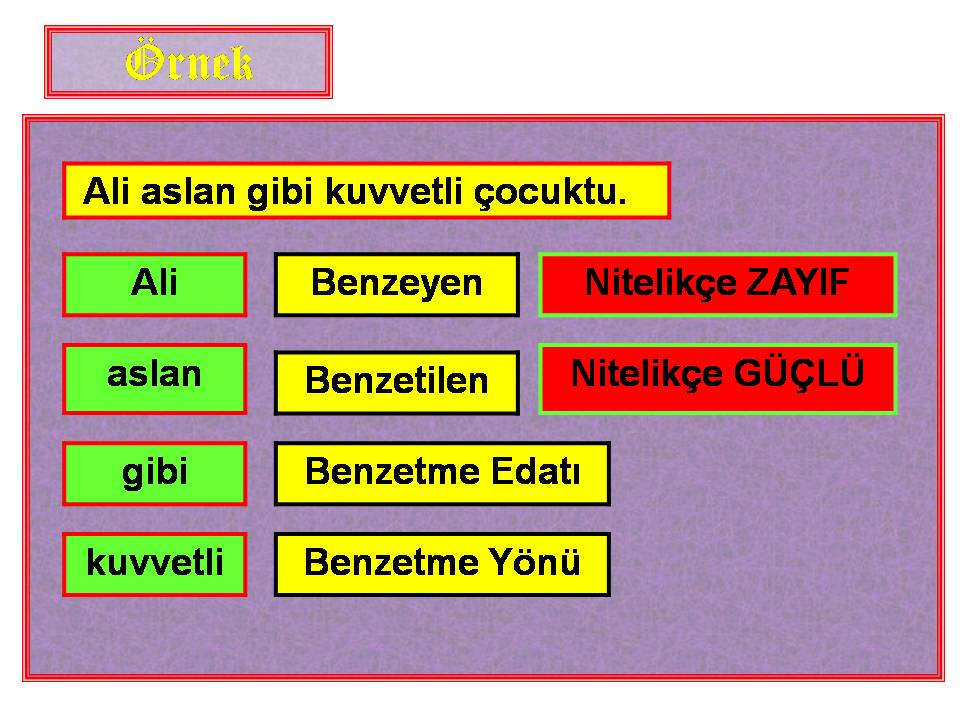 Örnek
Ali aslan gibi kuvvetli çocuktu.
Ali Benzeyen Nitelikçe ZAYIF
aslan Benzetilen Nitelikçe GÜÇLÜ
gibi Benzetme Edatı
kuvvetli Benzetme Yönü